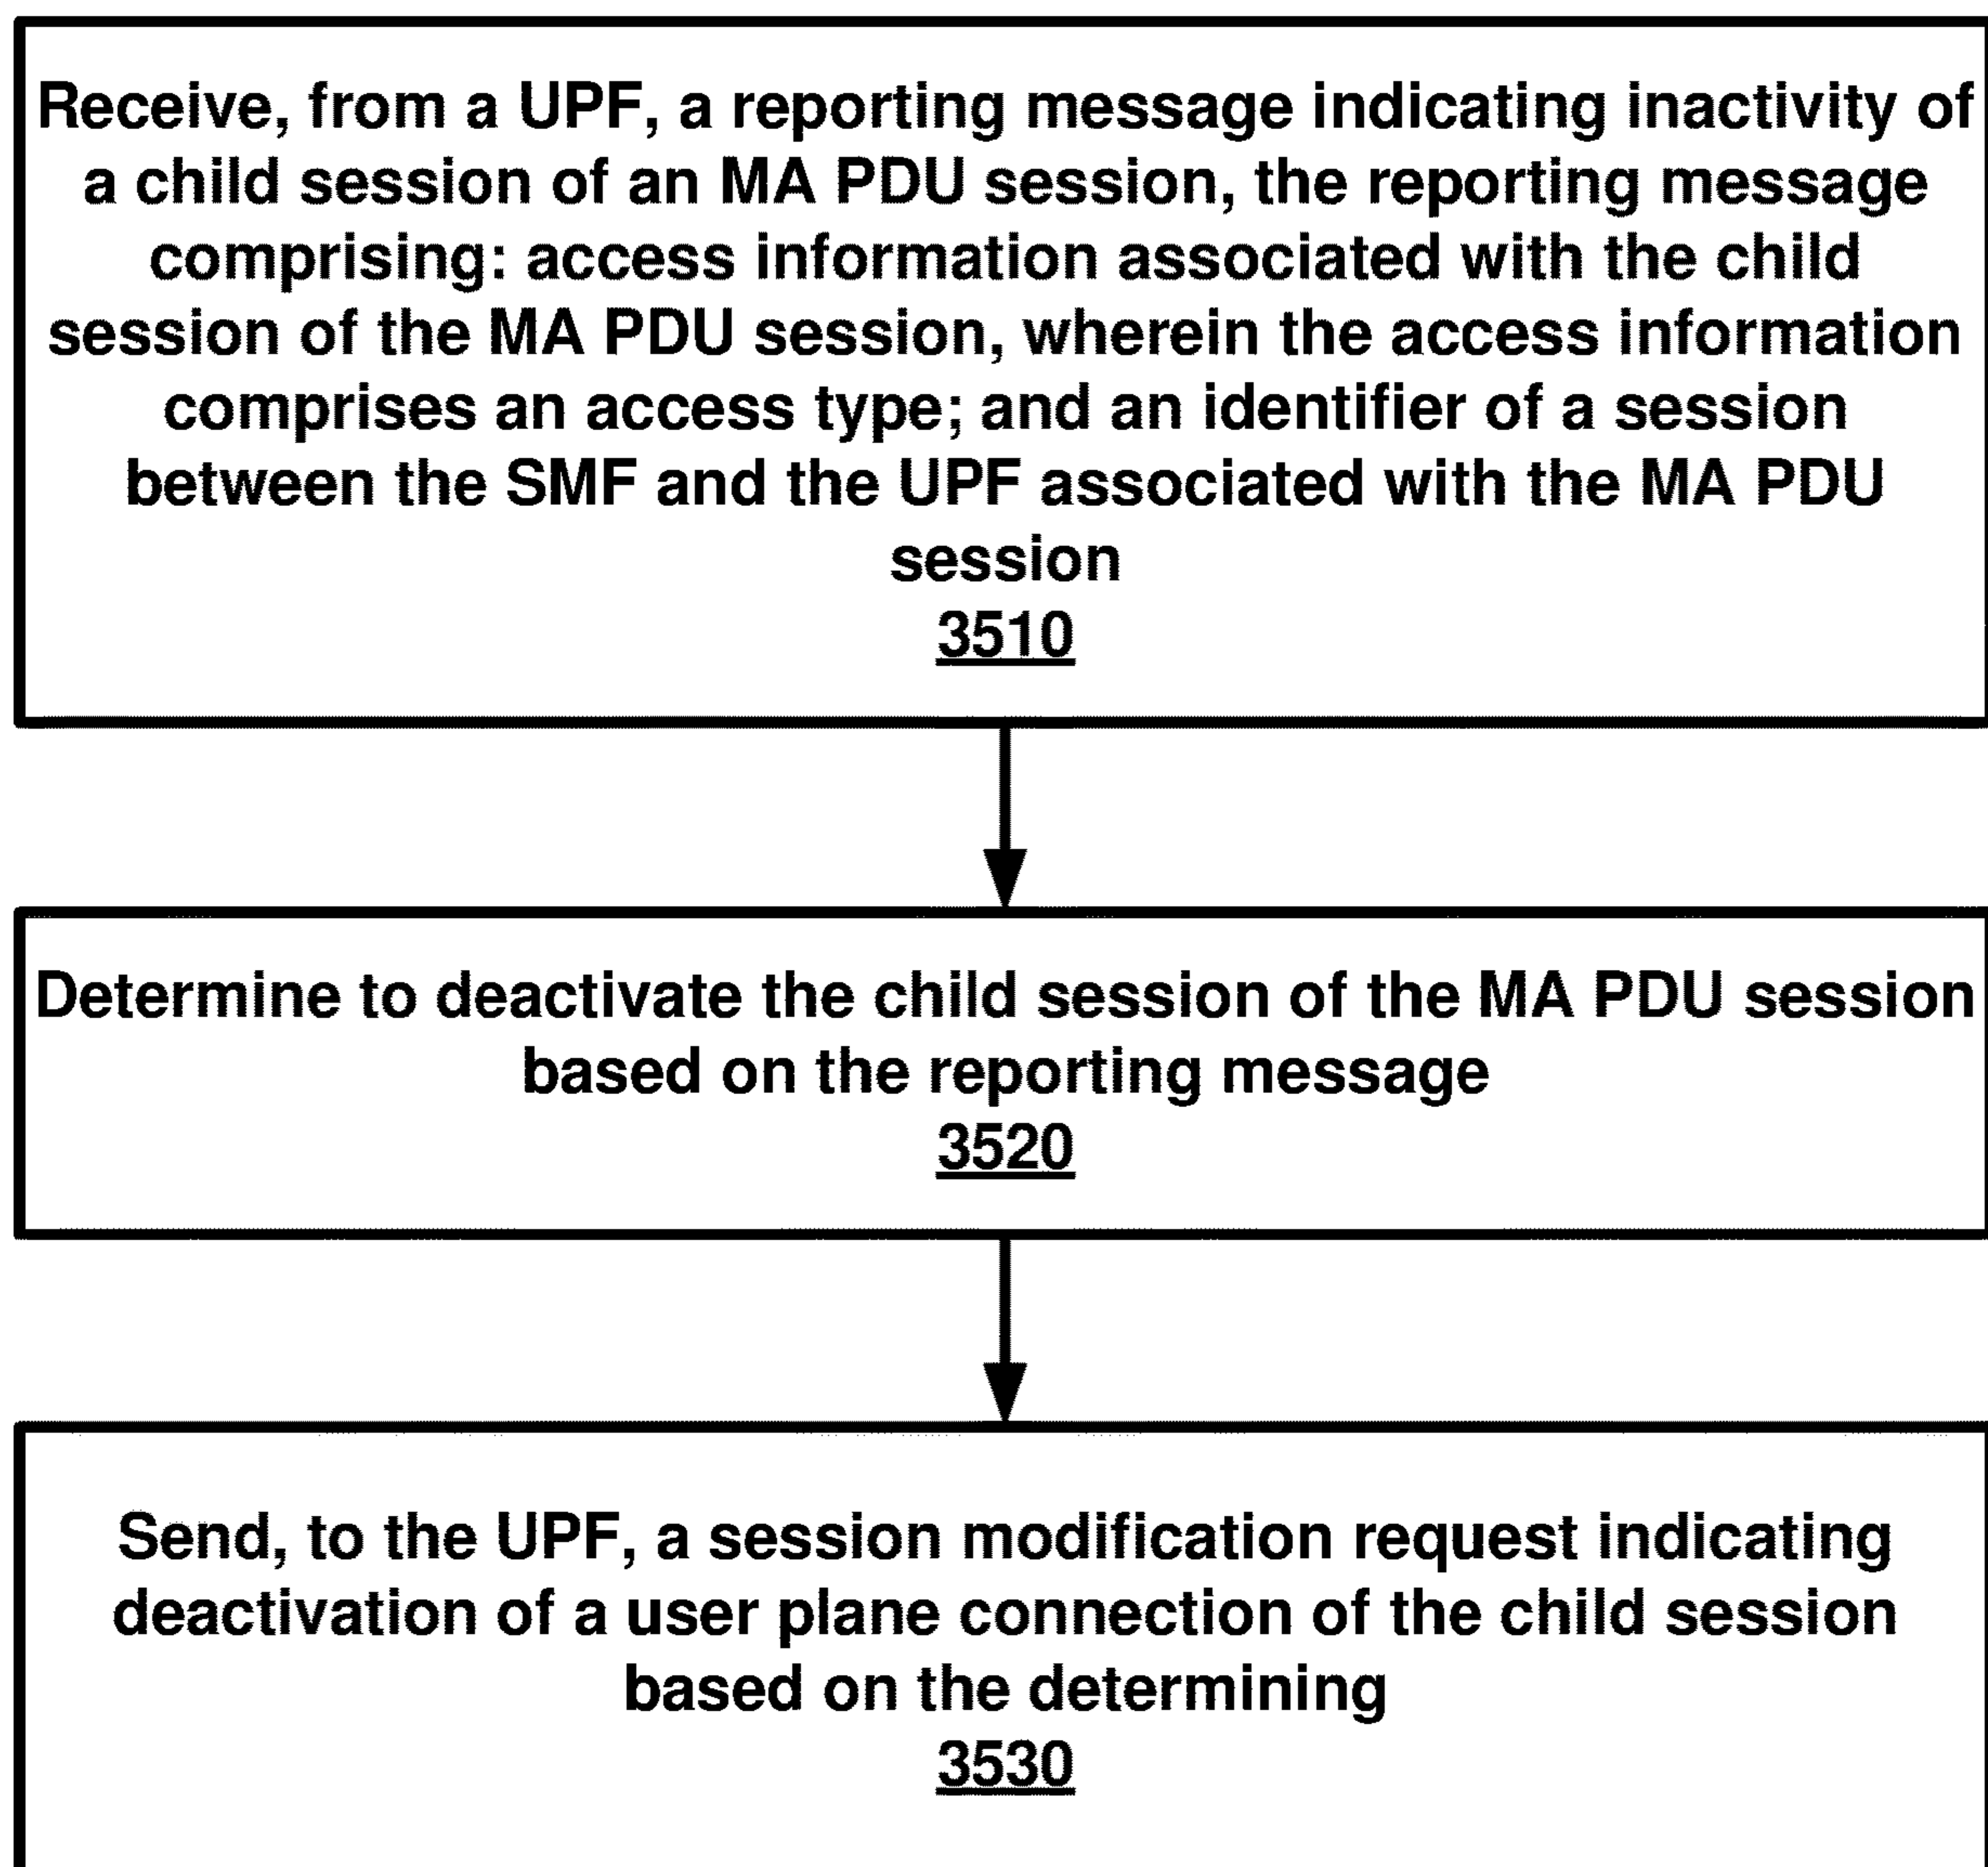 Receive, from a UPF, a reporting message indicating inactivity of
a child session of an MA PDU session, the reporting message
comprising: access information associated with the child
session of the MA PDU session, wherein the access information
comprises an access type; and an identifier of a session
between the SMF and the UPF associated with the MA PDU
session
3510
Determine to deactivate the child session of the MA PDU session
based on the reporting message
3520
Send, to the UPF, a session modification request indicating
deactivation of a user plane connection of the child session
based on the determining
3530